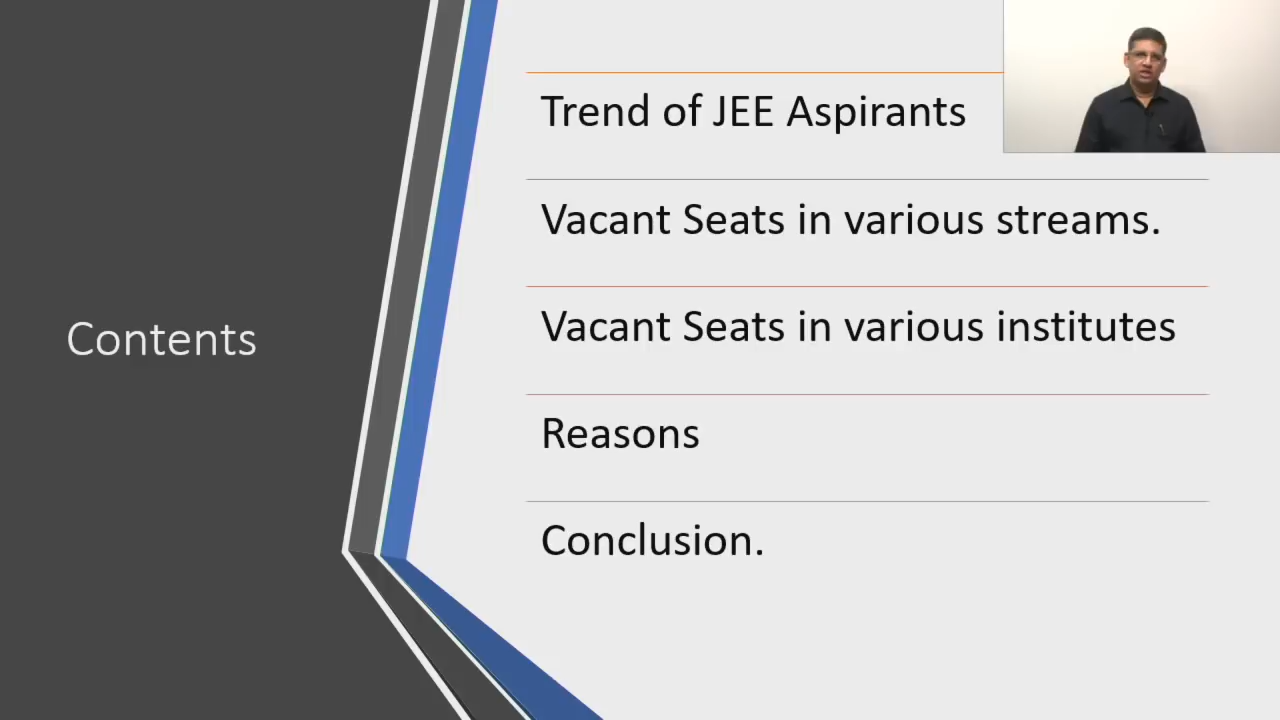 Contents
Trend of JEE Aspirants
Vacant Seats in various streams.
Vacant Seats in various institutes
Reasons
Conclusion.